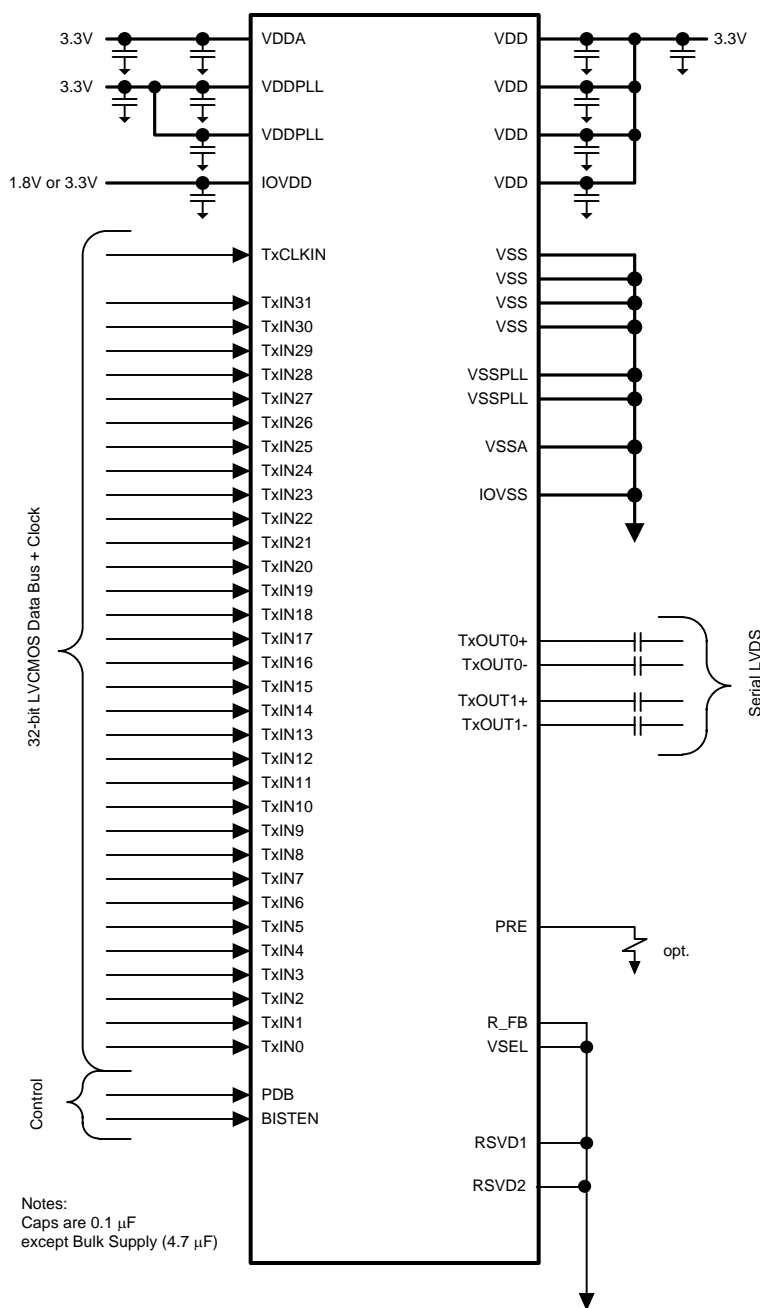 3.3V
VDDA
VDD
3.3V
3.3V
VDDPLL
VDD
VDDPLL
VDD
1.8V or 3.3V
IOVDD
VDD
32-bit LVCMOS Data Bus + Clock
TxCLKIN
TxIN31
TxIN30
TxIN29
TxIN28
TxIN27
TxIN26
TxIN25
TxIN24
TxIN23
TxIN22
TxIN21
TxIN20
TxIN19
TxIN18
TxIN17
TxIN16
TxIN15
TxIN14
TxIN13
TxIN12
TxIN11
TxIN10
TxIN9
TxIN8
TxIN7
TxIN6
TxIN5
TxIN4
TxIN3
TxIN2
TxIN1
TxIN0
Control
PDB
BISTEN
VSS
VSS
VSS
VSS
VSSPLL
VSSPLL
VSSA
IOVSS
TxOUT0+
TxOUT0-
TxOUT1+
TxOUT1-
Serial LVDS
PRE
opt.
R_FB
VSEL
RSVD1
RSVD2
Notes:
Caps are 0.1 μF
except Bulk Supply (4.7 μF)